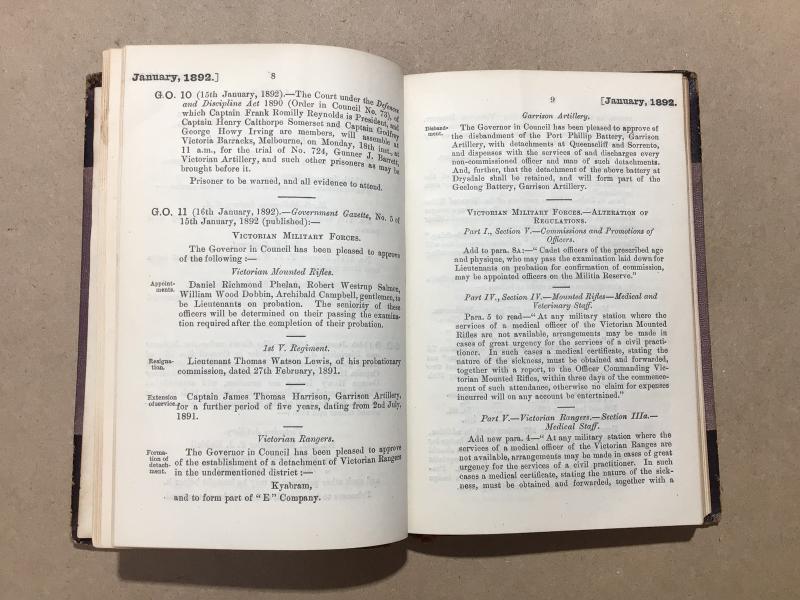 January, 1892.]
8
G.O. 10 (15th January, 1892).—The Court under the Defences
and Discipline Act 1890 (Order in Council No. 73), of
which Captain Frank Romilly Reynolds is President, and
Captain Henry Calthorpe Somerset and Captain Godfrey
George Howy Irving are members, will assemble at
Victoria Barracks, Melbourne, on Monday, 18th inst., at
11 a.m., for the trial of No. 724, Gunner J. Barrett,
Victorian Artillery, and such other prisoners as may be
brought before it.
Prisoner to be warned, and all evidence to attend.
G.O. 11 (16th January, 1892).—Government Gazette, No. 5 of
15th January, 1892 (published):—
VICTORIAN MILITARY FORCES.
The Governor in Council has been pleased to approve
of the following:—
Victorian Mounted Rifles.
Appoint-
ments.
Daniel Richmond Phelan, Robert Westrup Salmon,
William Wood Dobbin, Archibald Campbell, gentlemen, to
be Lieutenants on probation. The seniority of these
officers will be determined on their passing the examina-
tion required after the completion of their probation.
1st V. Regiment.
Resigna-
tion.
Lieutenant Thomas Watson Lewis, of his probationary
commission, dated 27th February, 1891.
Extension
of service.
Captain James Thomas Harrison, Garrison Artillery,
for a further period of five years, dating from 2nd July,
1891.
Victorian Rangers.
Forma-
tion of
detach-
ment.
The Governor in Council has been pleased to approve
of the establishment of a detachment of Victorian Rangers
in the undermentioned district:—
Kyabram,
and to form part of "E" Company.
9
[January, 1892.
Garrison Artillery.
Disband-
ment.
The Governor in Council has been pleased to approve of
the disbandment of the Port Phillip Battery, Garrison
Artillery, with detachments at Queenscliff and Sorrento,
and dispenses with the services of and discharges every
non-commissioned officer and man of such detachments.
And, further, that the detachment of the above battery at
Drysdale shall be retained, and will form part of the
Geelong Battery, Garrison Artillery.
VICTORIAN MILITARY FORCES.—ALTERATION OF
REGULATIONS.
Part I., Section V.—Commissions and Promotions of
Officers.
Add to para. 8A:—"Cadet officers of the prescribed age
and physique, who may pass the examination laid down for
Lieutenants on probation for confirmation of commission,
may be appointed officers on the Militia Reserve."
Part IV., Section IV.—Mounted Rifles—Medical and
Veterinary Staff.
Para. 5 to read—"At any military station where the
services of a medical officer of the Victorian Mounted
Rifles are not available, arrangements may be made in
cases of great urgency for the services of a civil practi-
tioner. In such cases a medical certificate, stating the
nature of the sickness, must be obtained and forwarded,
together with a report, to the Officer Commanding Vic-
torian Mounted Rifles, within three days of the commence-
ment of such attendance, otherwise no claim for expenses
incurred will on any account be entertained."
Part V.—Victorian Rangers.—Section IIIa.—
Medical Staff.
Add new para. 4—"At any military station where the
services of a medical officer of the Victorian Ranges are
not available, arrangements may be made in cases of great
urgency for the services of a civil practitioner. In such
cases a medical certificate, stating the nature of the sick-
ness, must be obtained and forwarded, together with a